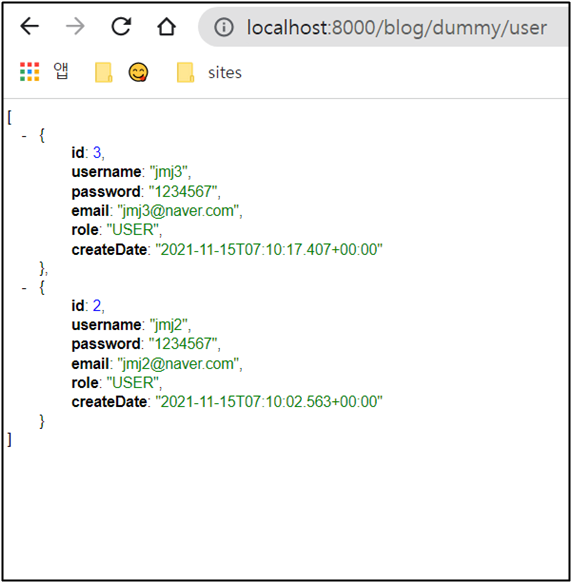 localhost:8000/blog/dummy/user
앱 sites
[
- {
id: 3,
username: "jmj3",
password: "1234567",
email: "jmj3@naver.com",
role: "USER",
createDate: "2021-11-15T07:10:17.407+00:00"
},
- {
id: 2,
username: "jmj2",
password: "1234567",
email: "jmj2@naver.com",
role: "USER",
createDate: "2021-11-15T07:10:02.563+00:00"
}
]